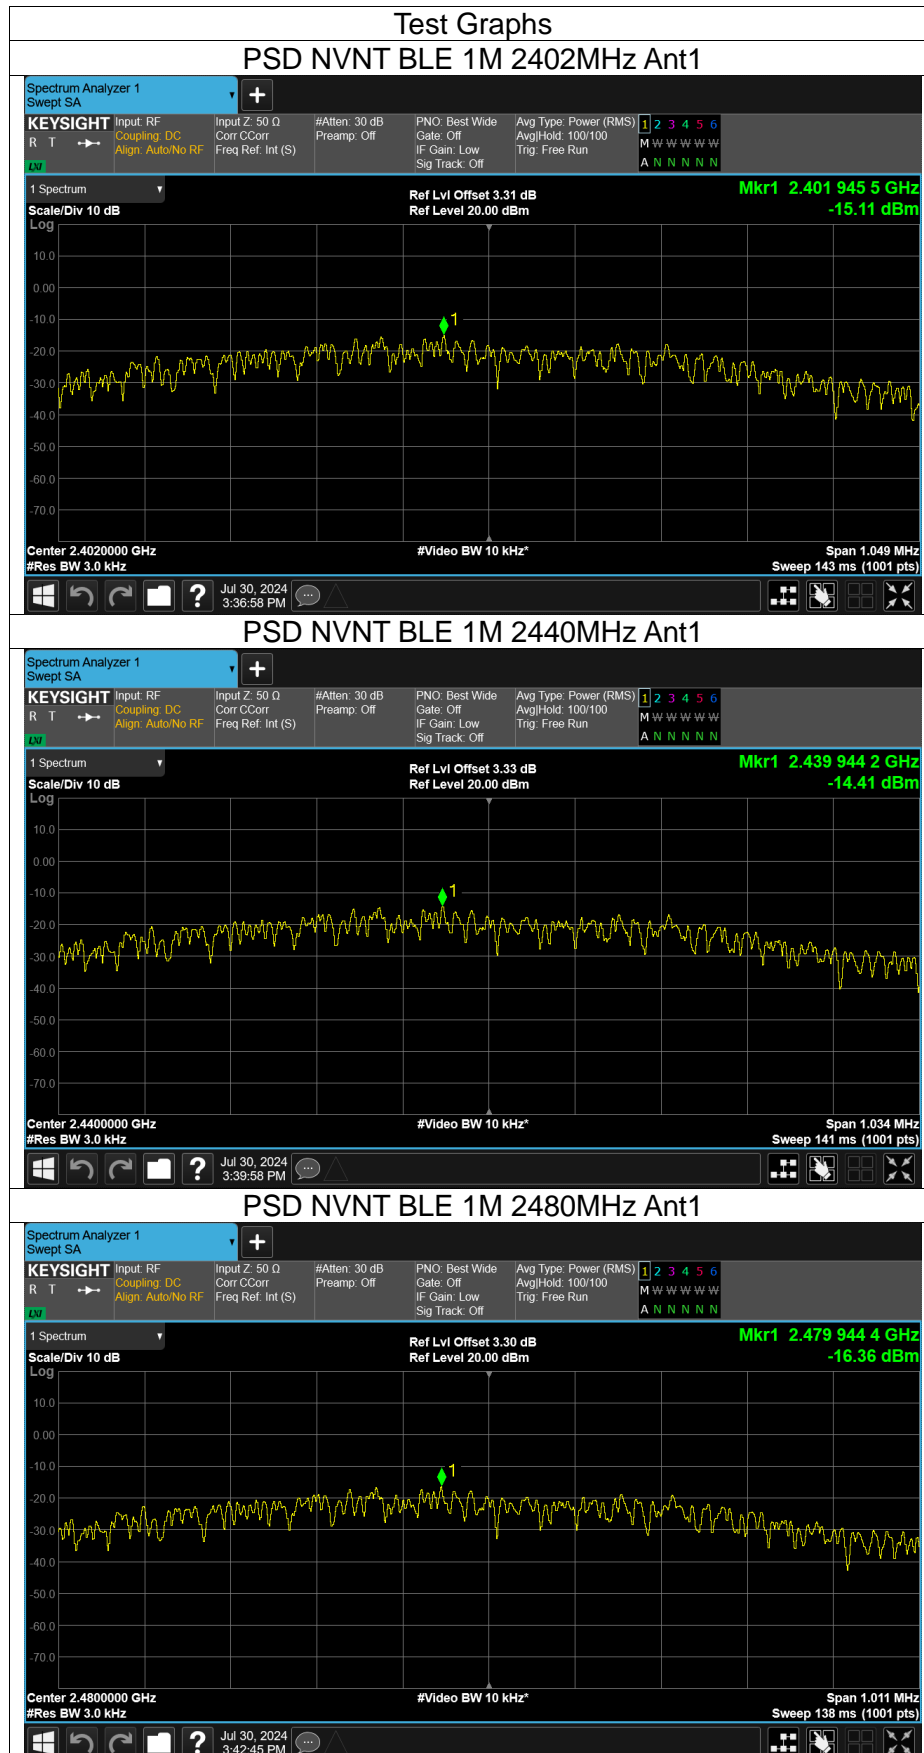 Test Graphs
PSD NVNT BLE 1M 2402MHz Ant1
Spectrum Analyzer 1
Swept SA
KEYSIGHT Input: RF Input Z: 50 Ω #Atten: 30 dB PNO: Best Wide Avg Type: Power (RMS) 1 2 3 4 5 6
R T Coupling: DC Corr CCorr Preamp: Off Gate: Off Avg|Hold: 100/100 M W W W W W
Align: Auto/No RF Freq Ref: Int (S) IF Gain: Low Trig: Free Run
LXI Sig Track: Off A N N N N N
1 Spectrum Ref Lvl Offset 3.31 dB Mkr1 2.401 945 5 GHz
Scale/Div 10 dB Ref Level 20.00 dBm -15.11 dBm
Log
10.0
0.00
1
-10.0
-20.0
-30.0
-40.0
-50.0
-60.0
-70.0
Center 2.4020000 GHz #Video BW 10 kHz* Span 1.049 MHz
#Res BW 3.0 kHz Sweep 143 ms (1001 pts)
? Jul 30, 2024
3:36:58 PM
PSD NVNT BLE 1M 2440MHz Ant1
Spectrum Analyzer 1
Swept SA
KEYSIGHT Input: RF Input Z: 50 Ω #Atten: 30 dB PNO: Best Wide Avg Type: Power (RMS) 1 2 3 4 5 6
R T Coupling: DC Corr CCorr Preamp: Off Gate: Off Avg|Hold: 100/100 M W W W W W
Align: Auto/No RF Freq Ref: Int (S) IF Gain: Low Trig: Free Run
LXI Sig Track: Off A N N N N N
1 Spectrum Ref Lvl Offset 3.33 dB Mkr1 2.439 944 2 GHz
Scale/Div 10 dB Ref Level 20.00 dBm -14.41 dBm
Log
10.0
0.00
1
-10.0
-20.0
-30.0
-40.0
-50.0
-60.0
-70.0
Center 2.4400000 GHz #Video BW 10 kHz* Span 1.034 MHz
#Res BW 3.0 kHz Sweep 141 ms (1001 pts)
? Jul 30, 2024
3:39:58 PM
PSD NVNT BLE 1M 2480MHz Ant1
Spectrum Analyzer 1
Swept SA
KEYSIGHT Input: RF Input Z: 50 Ω #Atten: 30 dB PNO: Best Wide Avg Type: Power (RMS) 1 2 3 4 5 6
R T Coupling: DC Corr CCorr Preamp: Off Gate: Off Avg|Hold: 100/100 M W W W W W
Align: Auto/No RF Freq Ref: Int (S) IF Gain: Low Trig: Free Run
LXI Sig Track: Off A N N N N N
1 Spectrum Ref Lvl Offset 3.30 dB Mkr1 2.479 944 4 GHz
Scale/Div 10 dB Ref Level 20.00 dBm -16.36 dBm
Log
10.0
0.00
1
-10.0
-20.0
-30.0
-40.0
-50.0
-60.0
-70.0
Center 2.4800000 GHz #Video BW 10 kHz* Span 1.011 MHz
#Res BW 3.0 kHz Sweep 138 ms (1001 pts)
? Jul 30, 2024
3:42:45 PM